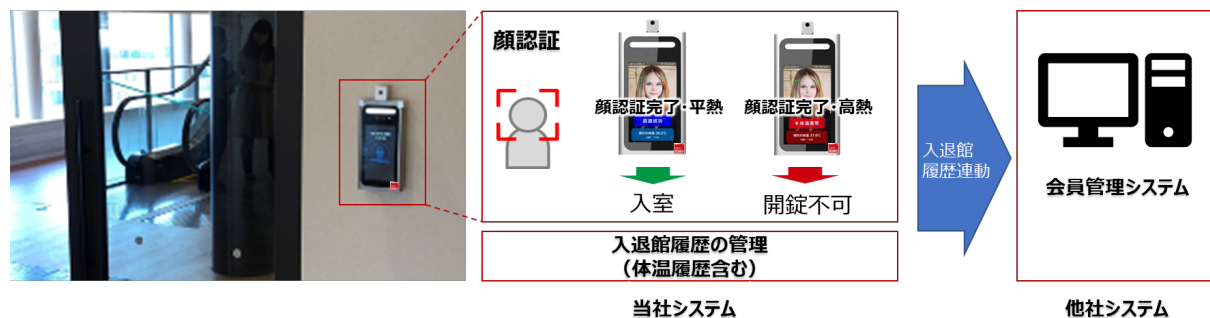 顔認証
顔認証完了・平熱
顔認証完了・高熱
入室
開錠不可
入退館履歴の管理
（体温履歴含む）
当社システム
入退館
履歴連動
会員管理システム
他社システム